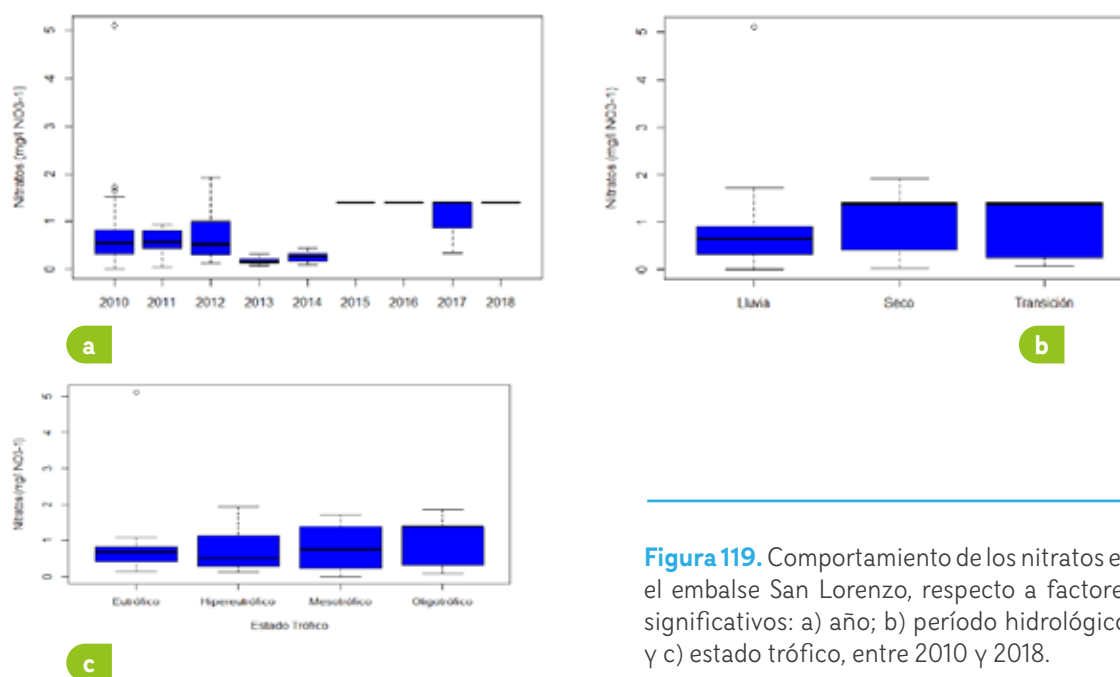 Nitratos (mg/l NO3-1)
5
4
3
2
1
0
2010 2011 2012 2013 2014 2015 2016 2017 2018
a
Nitratos (mg/l NO3-1)
5
4
3
2
1
0
Lluvia Seco Transición
b
Nitratos (mg/l NO3-1)
5
4
3
2
1
0
Eutrófico Hipereutrófico Mesotrófico Oligotrófico
Estado Trófico
c
Figura 119. Comportamiento de los nitratos e
el embalse San Lorenzo, respecto a factore
significativos: a) año; b) período hidrológico
y c) estado trófico, entre 2010 y 2018.